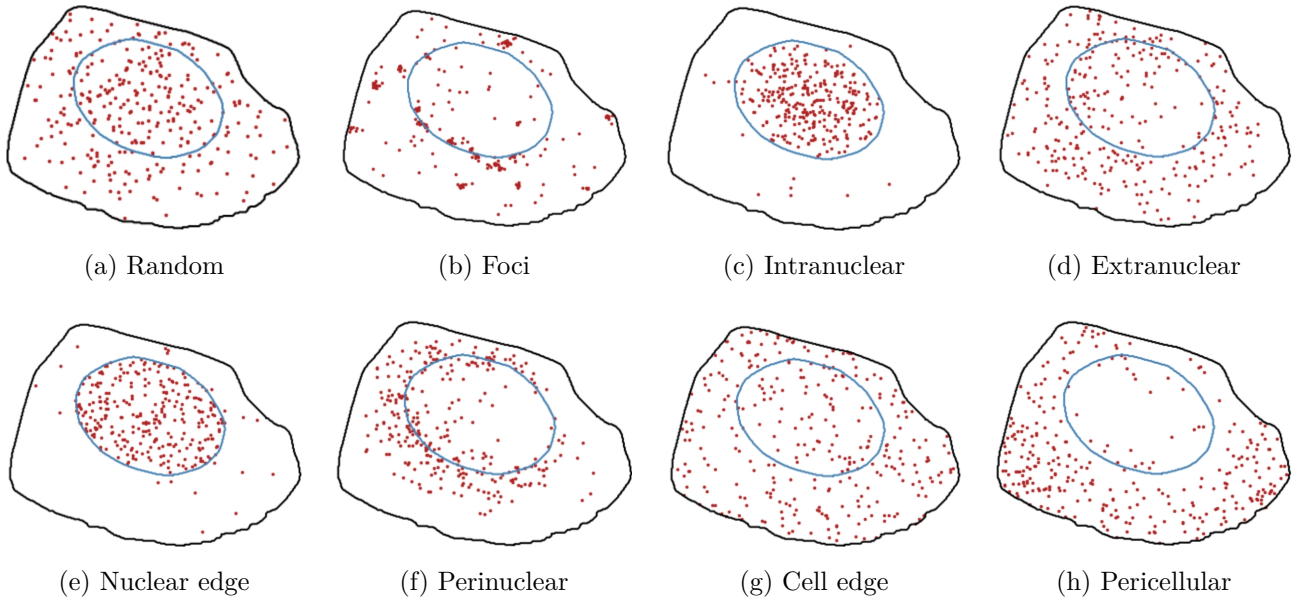 (a) Random (b) Foci (c) Intranuclear (d) Extranuclear
(e) Nuclear edge (f) Perinuclear (g) Cell edge (h) Pericellular